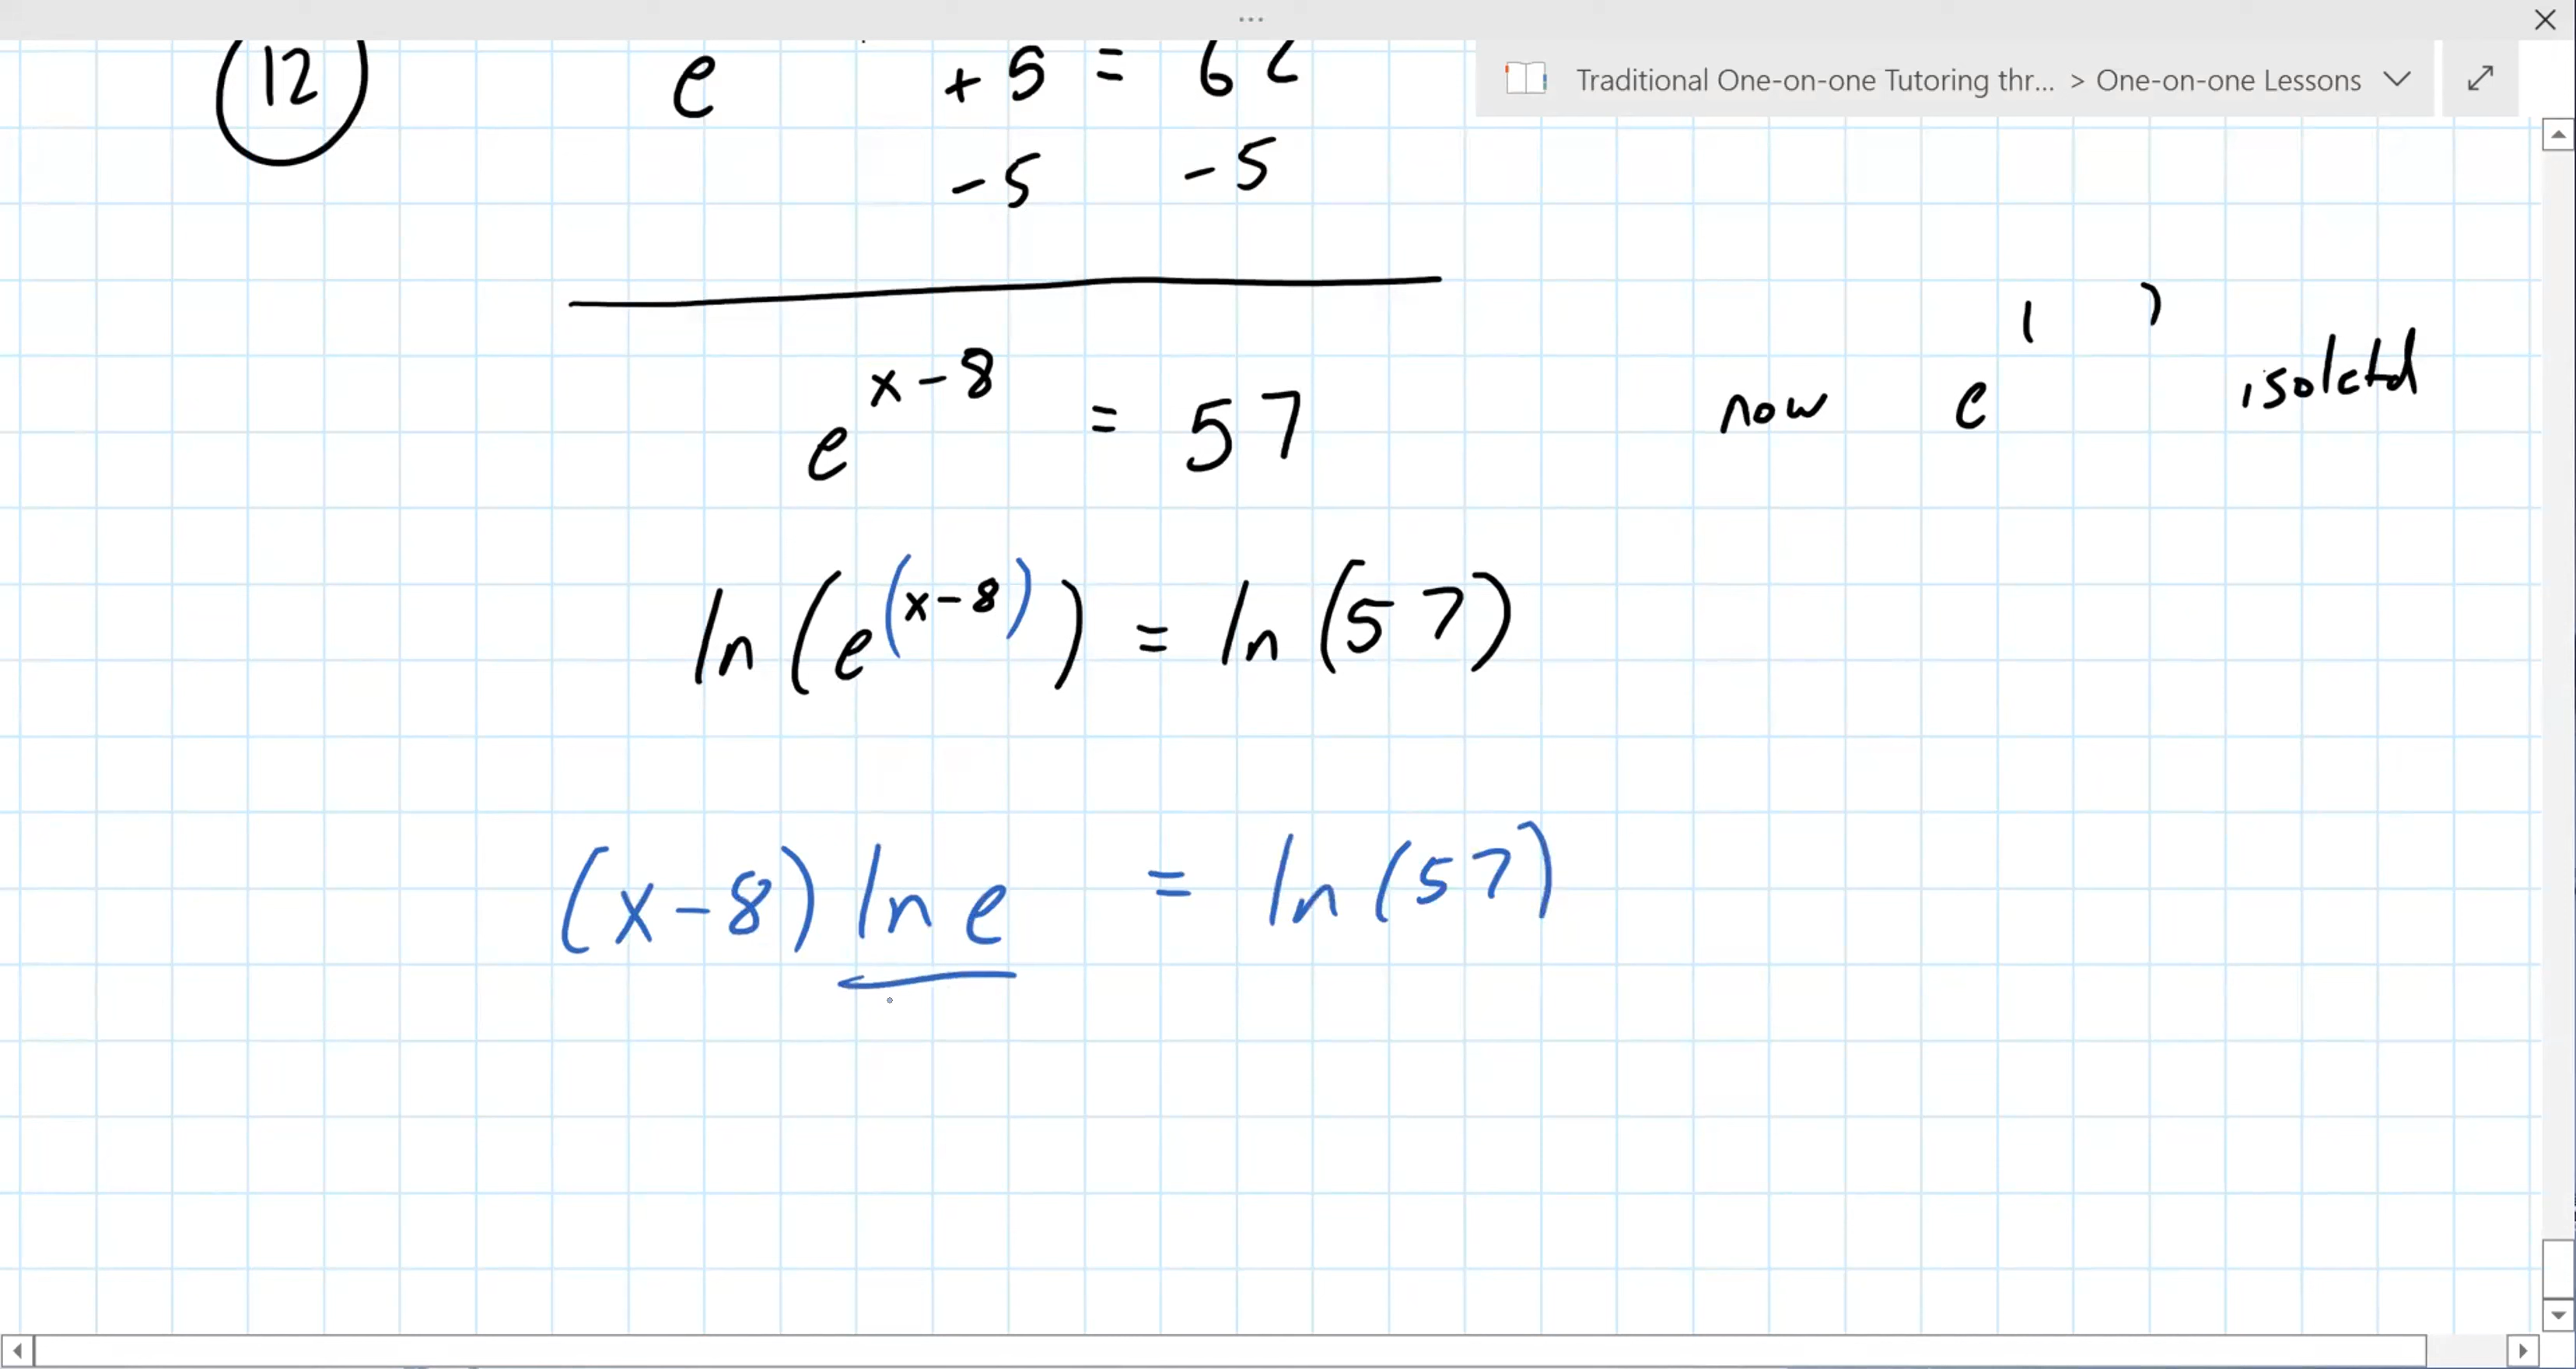 ...
Traditional One-on-one Tutoring thr... > One-on-one Lessons
(12) e + 5 = 62
-5 -5
e^{x-8} = 57
now e^{( )} isolatd
ln(e^{(x-8)}) = ln(57)
(x-8) ln e = ln(57)